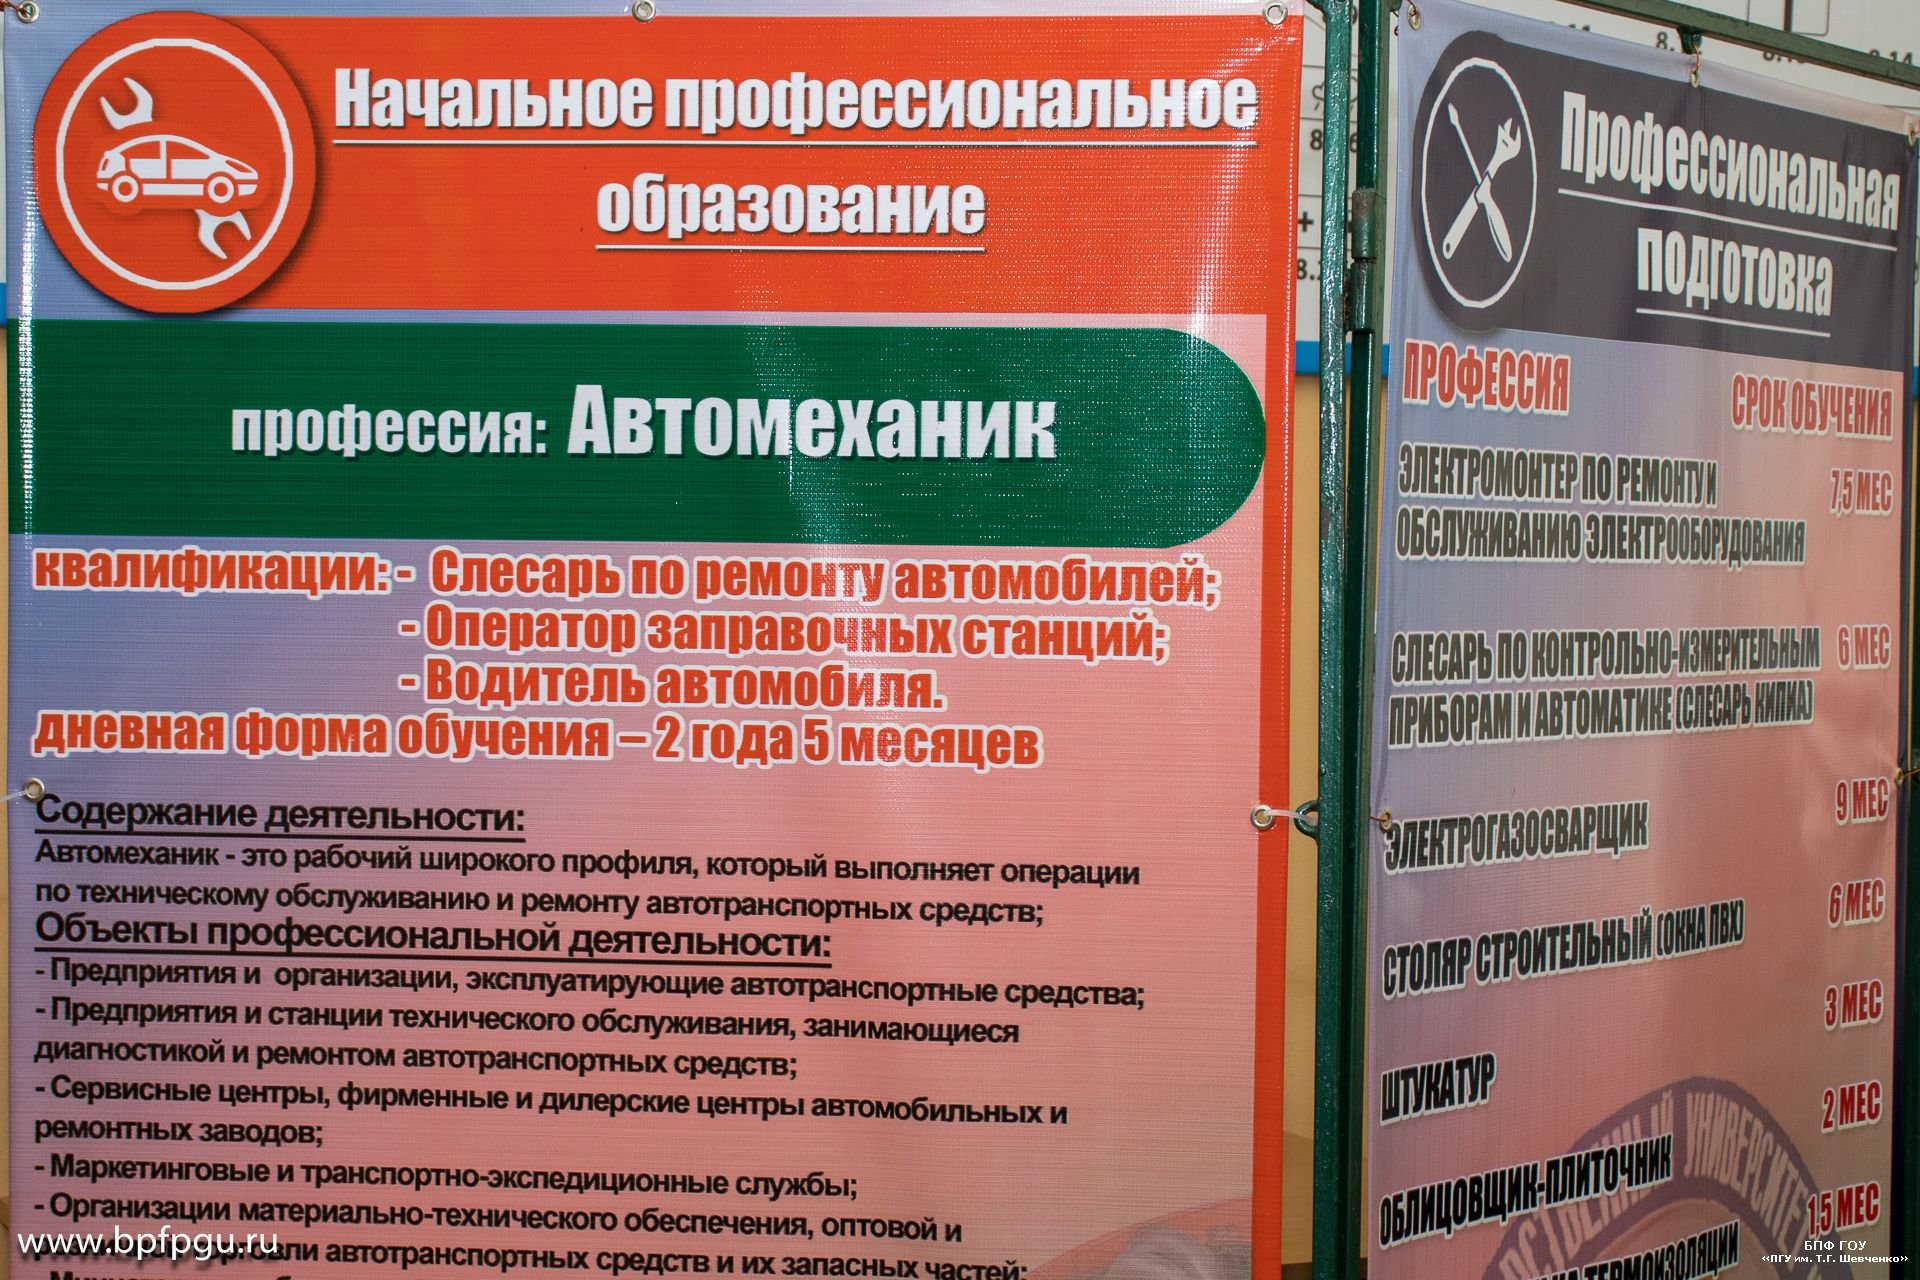 Начальное профессиональное
образование
профессия: Автомеханик
квалификации: - Слесарь по ремонту автомобилей;
- Оператор заправочных станций;
- Водитель автомобиля.
дневная форма обучения – 2 года 5 месяцев
Содержание деятельности:
Автомеханик - это рабочий широкого профиля, который выполняет операции
по техническому обслуживанию и ремонту автотранспортных средств;
Объекты профессиональной деятельности:
- Предприятия и организации, эксплуатирующие автотранспортные средства;
- Предприятия и станции технического обслуживания, занимающиеся
диагностикой и ремонтом автотранспортных средств;
- Сервисные центры, фирменные и дилерские центры автомобильных и
ремонтных заводов;
- Маркетинговые и транспортно-экспедиционные службы;
- Организации материально-технического обеспечения, оптовой и
автотранспортных средств и их запасных частей;
www.bpfpgu.ru
Профессиональная
подготовка
ПРОФЕССИЯ СРОК ОБУЧЕНИЯ
ЭЛЕКТРОМОНТЕР ПО РЕМОНТУ И 7,5 МЕС
ОБСЛУЖИВАНИЮ ЭЛЕКТРООБОРУДОВАНИЯ
СЛЕСАРЬ ПО КОНТРОЛЬНО-ИЗМЕРИТЕЛЬНЫМ 6 МЕС
ПРИБОРАМ И АВТОМАТИКЕ (СЛЕСАРЬ КИПИА)
ЭЛЕКТРОГАЗОСВАРЩИК 9 МЕС
СТОЛЯР СТРОИТЕЛЬНЫЙ (ОКНА ПВХ) 6 МЕС
ШТУКАТУР 3 МЕС
ОБЛИЦОВЩИК-ПЛИТОЧНИК 2 МЕС
ТЕРМОИЗОЛЯЦИИ 1,5 МЕС
БПФ ГОУ
«ПГУ им. Т.Г. Шевченко»